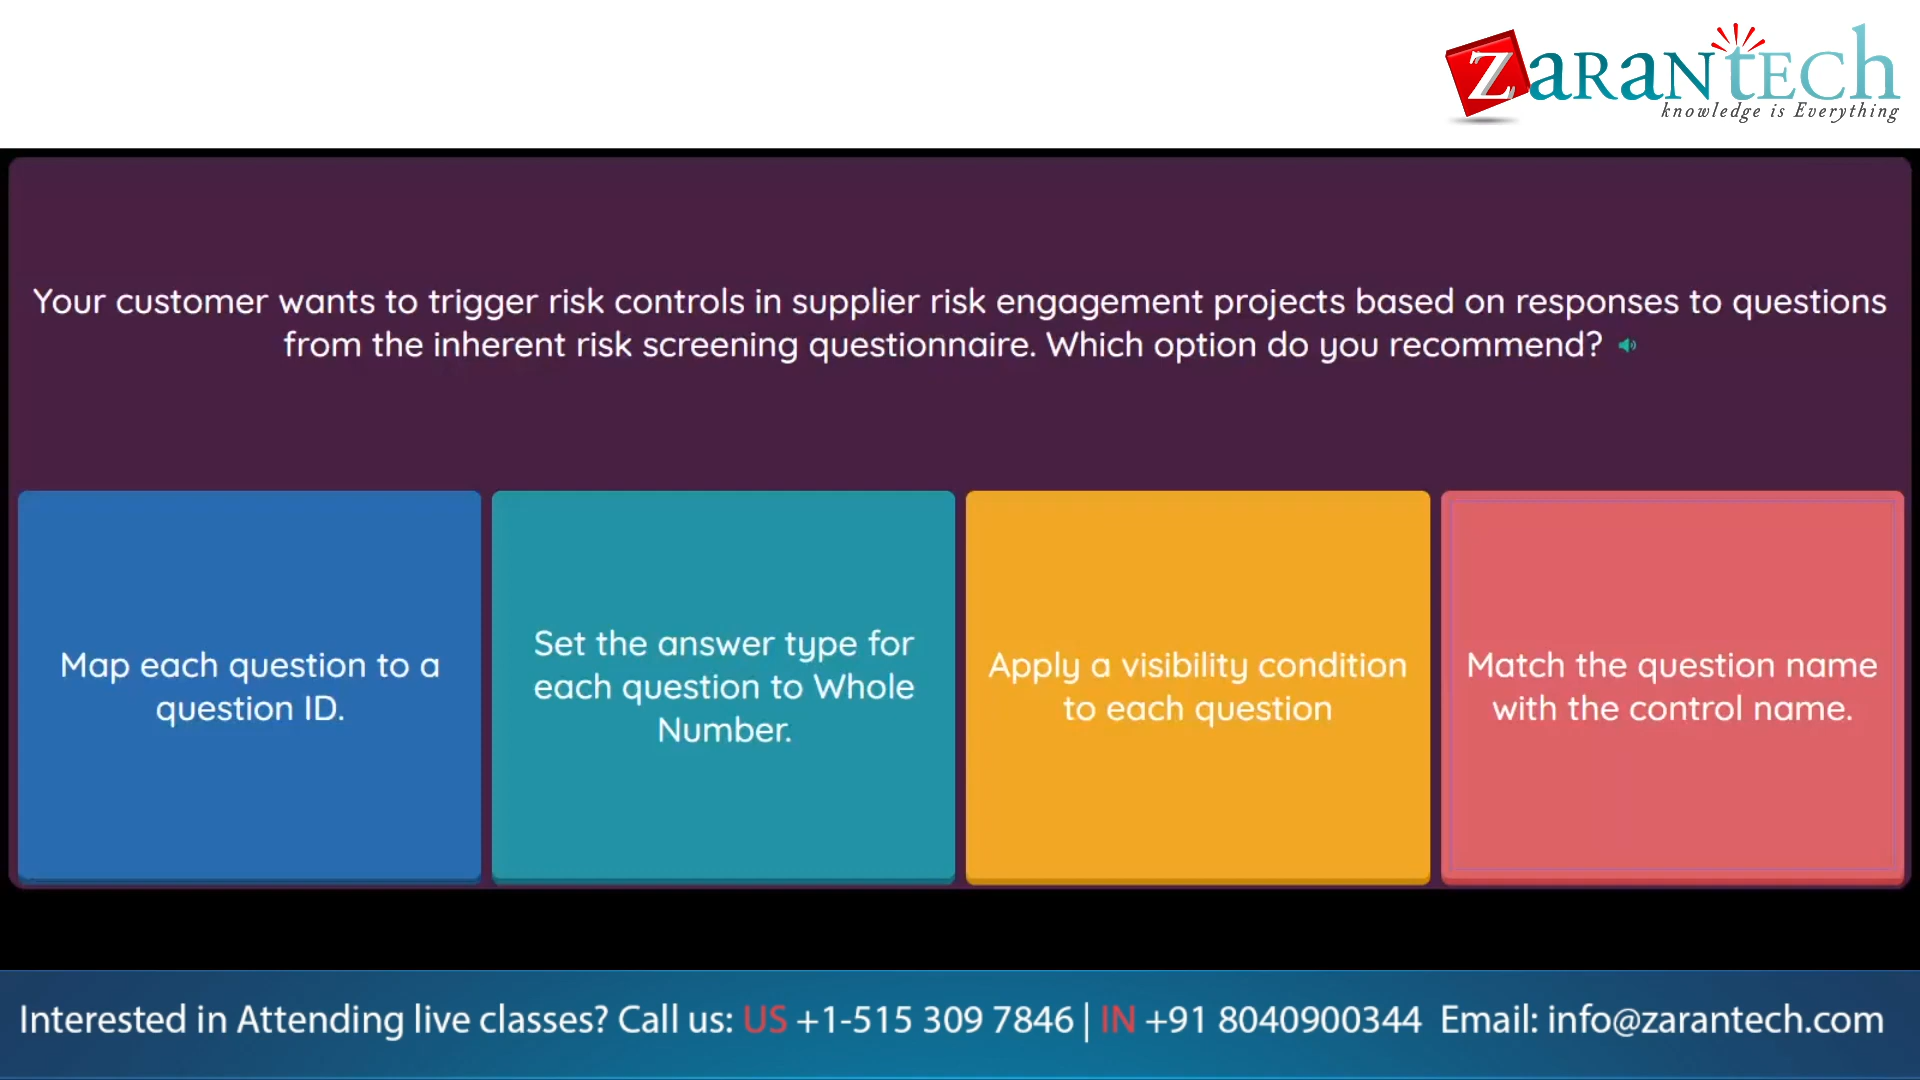 ZARANTECH
knowledge is Everything
Your customer wants to trigger risk controls in supplier risk engagement projects based on responses to questions
from the inherent risk screening questionnaire. Which option do you recommend?
Map each question to a
question ID.
Set the answer type for
each question to Whole
Number.
Apply a visibility condition
to each question
Match the question name
with the control name.
Interested in Attending live classes? Call us: US +1-515 309 7846 | IN +91 8040900344 Email: info@zarantech.com